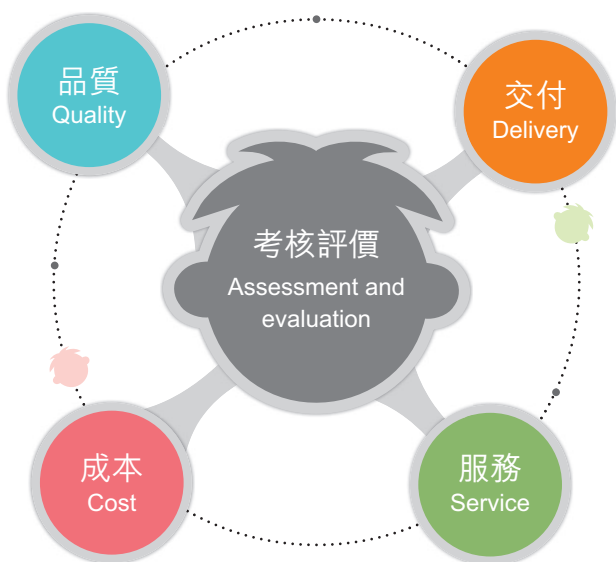 品質
Quality
交付
Delivery
考核評價
Assessment and
evaluation
成本
Cost
服務
Service